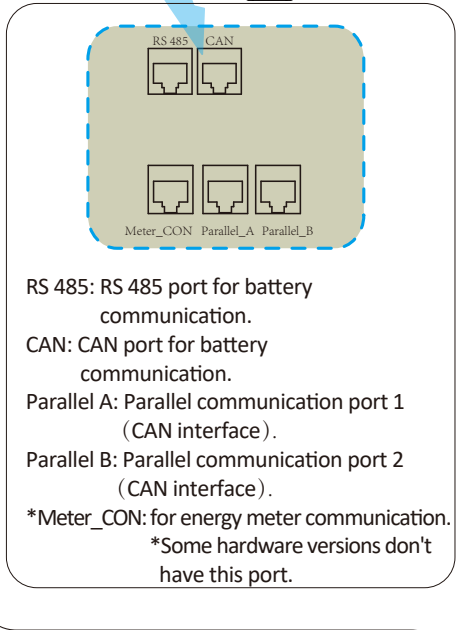 RS 485 CAN
Meter_CON Parallel_A Parallel_B
RS 485: RS 485 port for battery
communication.
CAN: CAN port for battery
communication.
Parallel A: Parallel communication port 1
（CAN interface）.
Parallel B: Parallel communication port 2
（CAN interface）.
*Meter_CON: for energy meter communication.
*Some hardware versions don't
have this port.